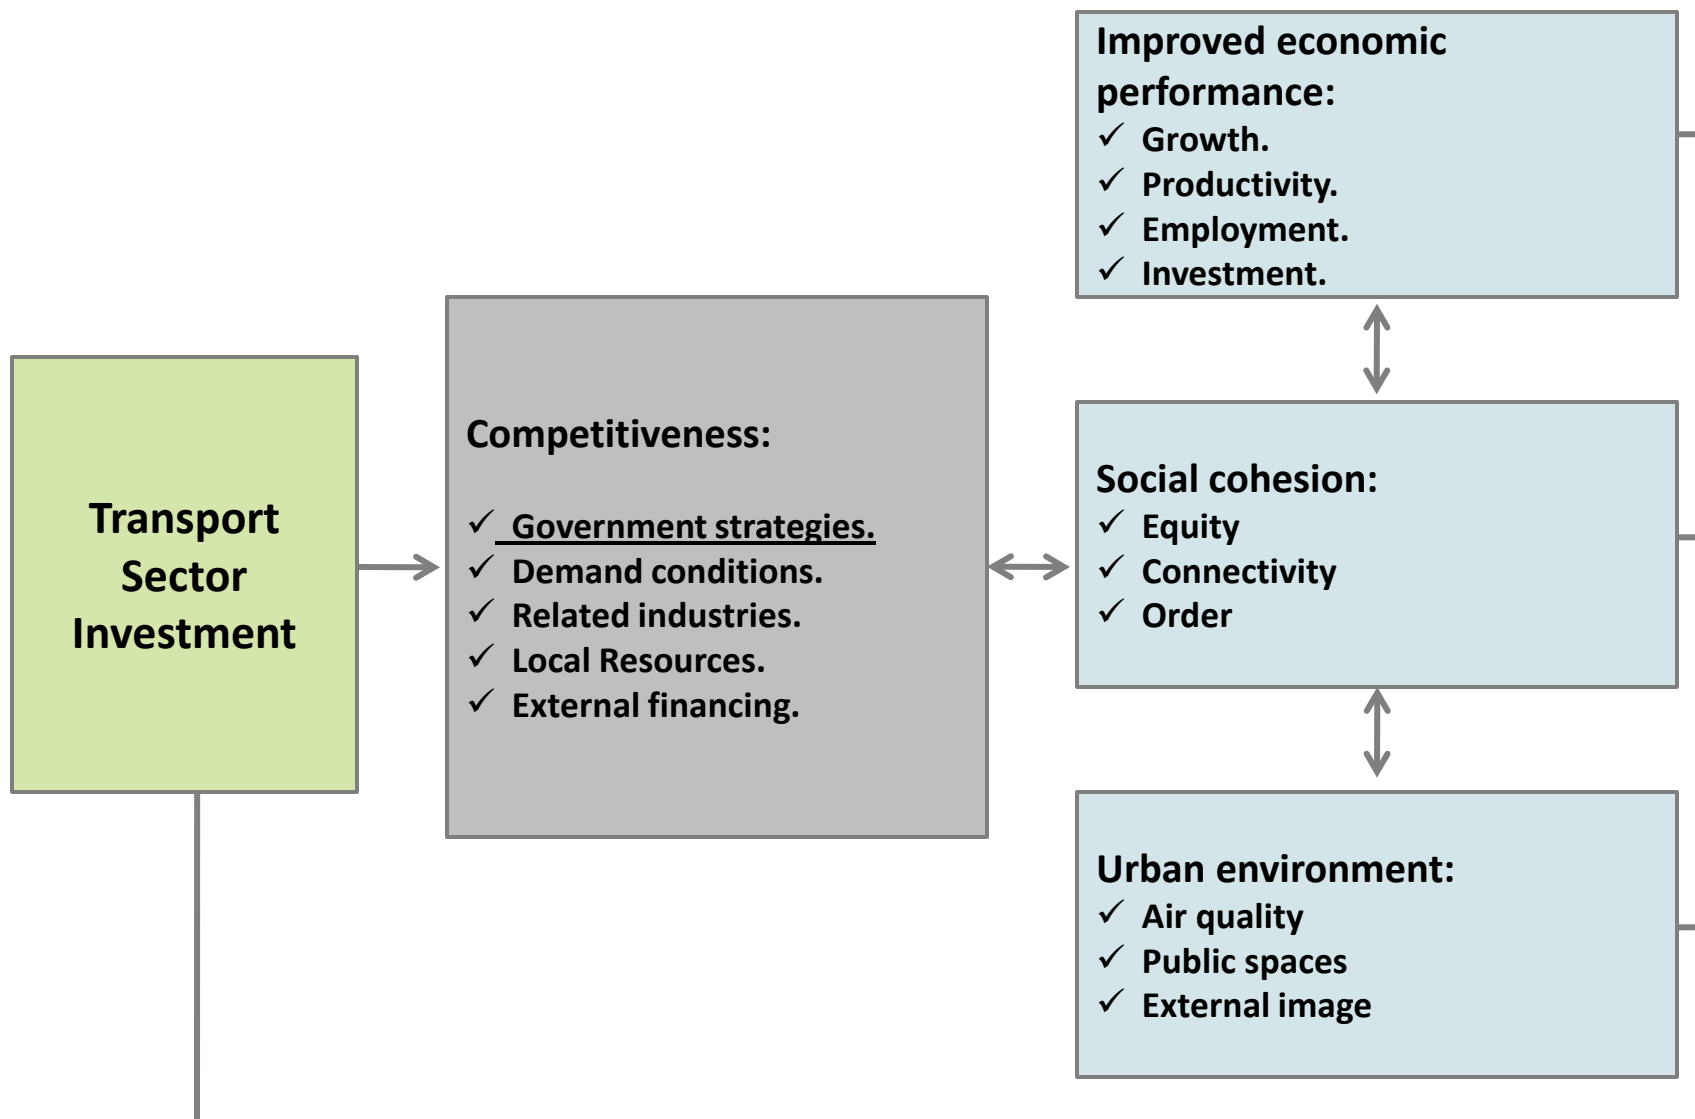 Transport
Sector
Investment
Competitiveness:
✓ Government strategies.
✓ Demand conditions.
✓ Related industries.
✓ Local Resources.
✓ External financing.
Improved economic
performance:
✓ Growth.
✓ Productivity.
✓ Employment.
✓ Investment.
Social cohesion:
✓ Equity
✓ Connectivity
✓ Order
Urban environment:
✓ Air quality
✓ Public spaces
✓ External image